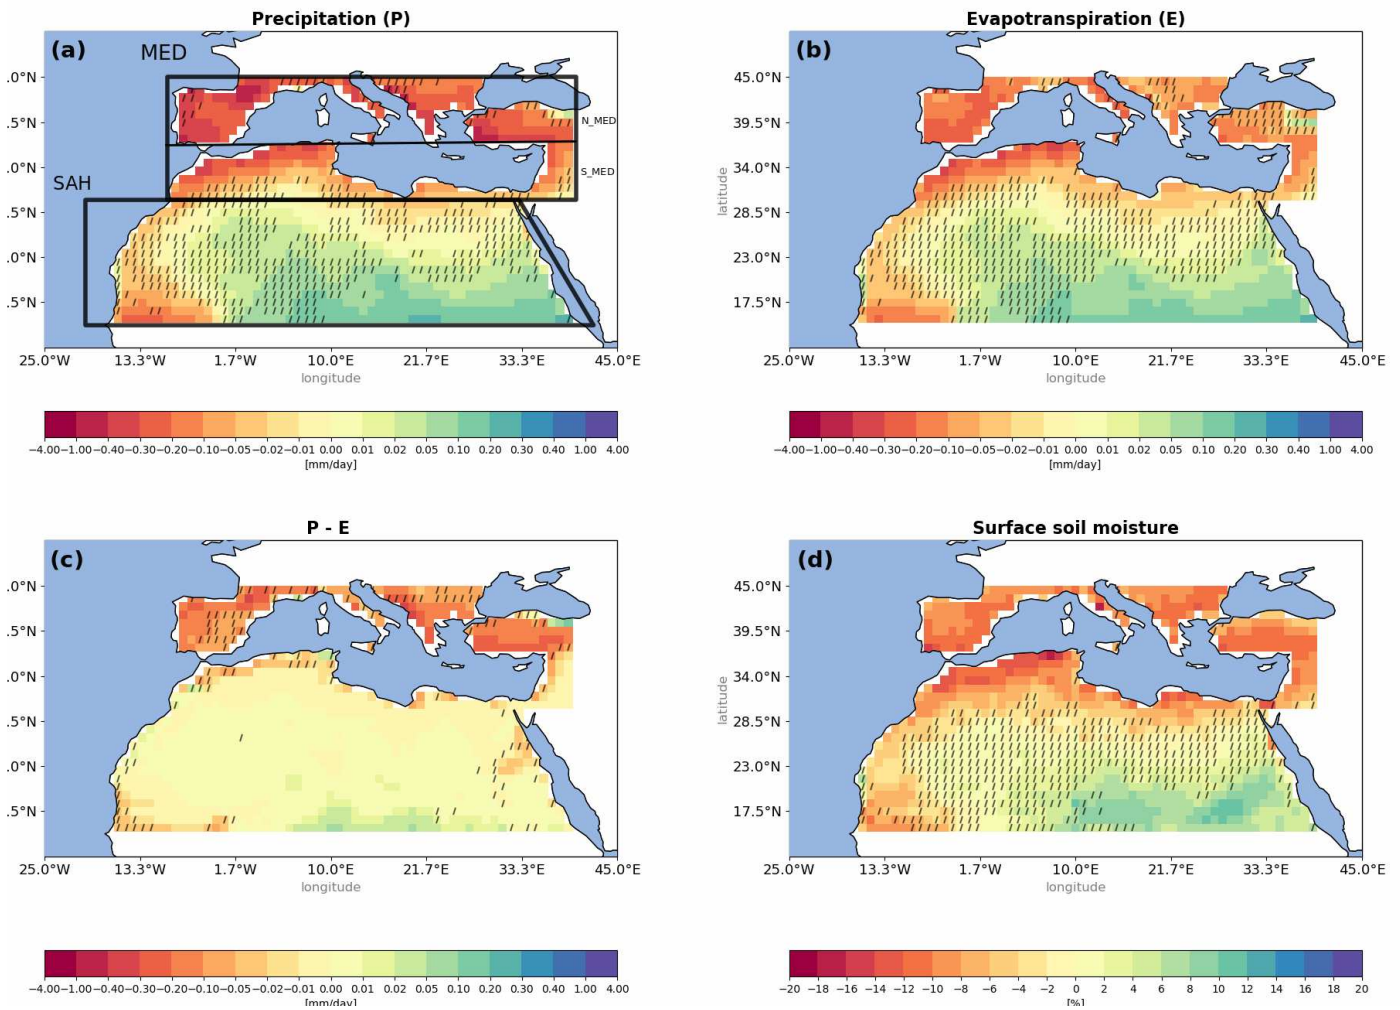 Precipitation (P)
Evapotranspiration (E)
(a)
MED
(b)
.0°N
45.0°N
.5°N
N_MED
39.5°N
.0°N
S_MED
34.0°N
SAH
latitude
.5°N
28.5°N
.0°N
23.0°N
.5°N
17.5°N
25.0°W 13.3°W 1.7°W 10.0°E 21.7°E 33.3°E 45.0°E
25.0°W 13.3°W 1.7°W 10.0°E 21.7°E 33.3°E 45.0°E
longitude
longitude
−4.00−1.00−0.40−0.30−0.20−0.10−0.05−0.02−0.01 0.00 0.01 0.02 0.05 0.10 0.20 0.30 0.40 1.00 4.00
[mm/day]
−4.00−1.00−0.40−0.30−0.20−0.10−0.05−0.02−0.01 0.00 0.01 0.02 0.05 0.10 0.20 0.30 0.40 1.00 4.00
[mm/day]
P - E
Surface soil moisture
(c)
(d)
.0°N
45.0°N
.5°N
39.5°N
.0°N
34.0°N
latitude
.5°N
28.5°N
.0°N
23.0°N
.5°N
17.5°N
25.0°W 13.3°W 1.7°W 10.0°E 21.7°E 33.3°E 45.0°E
25.0°W 13.3°W 1.7°W 10.0°E 21.7°E 33.3°E 45.0°E
longitude
longitude
−4.00−1.00−0.40−0.30−0.20−0.10−0.05−0.02−0.01 0.00 0.01 0.02 0.05 0.10 0.20 0.30 0.40 1.00 4.00
[mm/day]
−20 −18 −16 −14 −12 −10 −8 −6 −4 −2 0 2 4 6 8 10 12 14 16 18 20
[%]